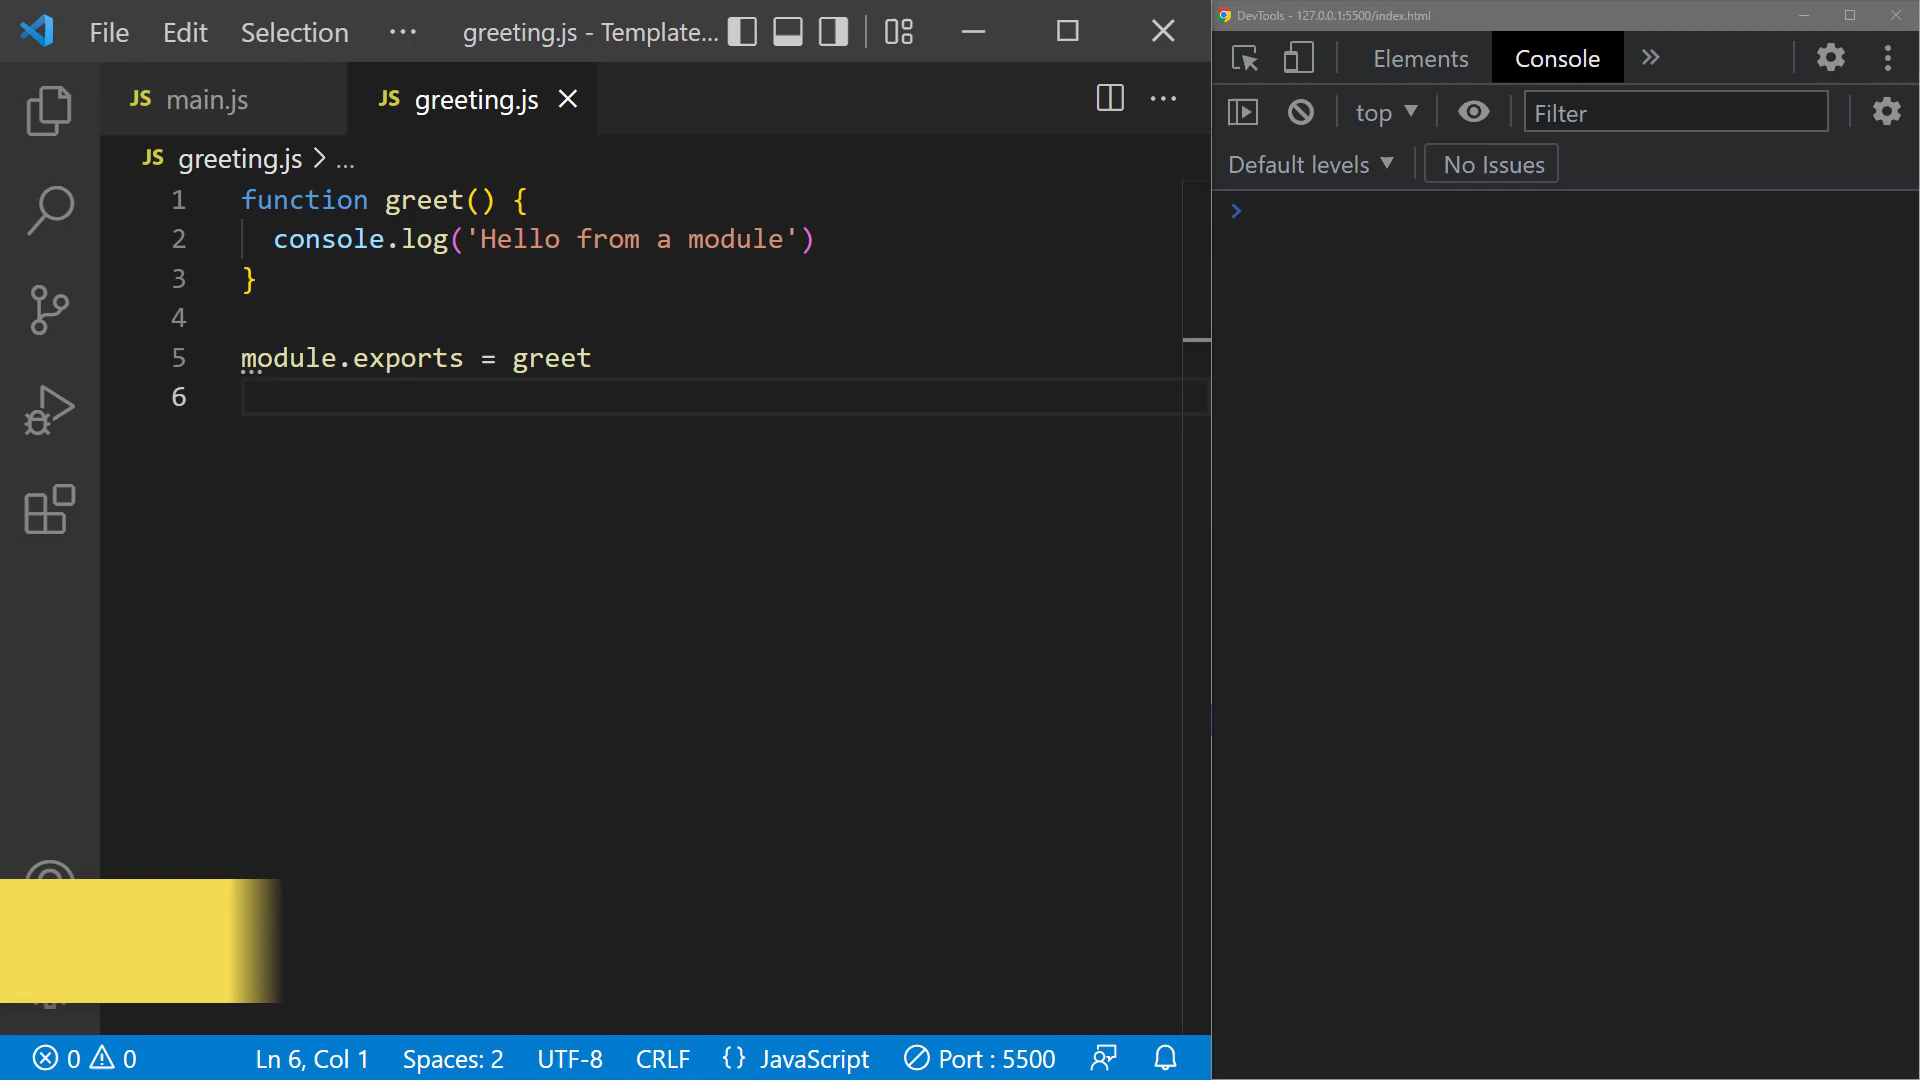 File Edit Selection ··· greeting.js - Template...
JS main.js JS greeting.js
JS greeting.js > ...
1 function greet() {
2 console.log('Hello from a module')
3 }
4
5 module.exports = greet
6
0 0 Ln 6, Col 1 Spaces: 2 UTF-8 CRLF {} JavaScript Port : 5500
DevTools - 127.0.0.1:5500/index.html
Elements Console
top Filter
Default levels No Issues